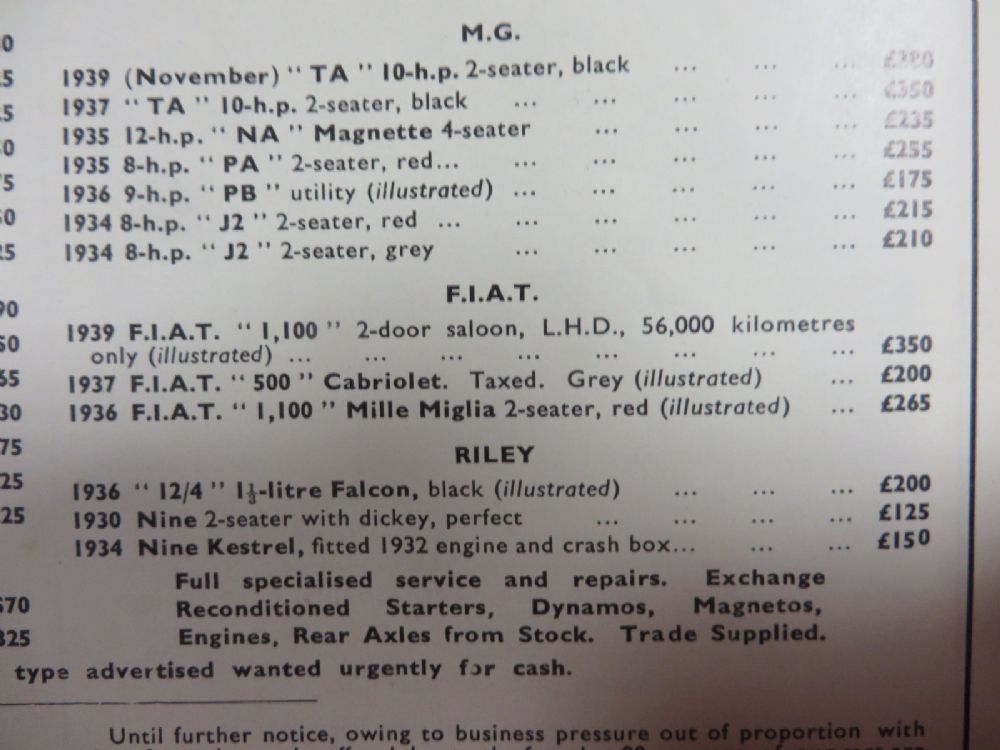 M.G.
1939 (November) “ TA ” 10-h.p. 2-seater, black ... ... ... £380
1937 “ TA ” 10-h.p. 2-seater, black ... ... ... ... ... £350
1935 12-h.p. “ NA ” Magnette 4-seater ... ... ... ... £235
1935 8-h.p. “ PA ” 2-seater, red... ... ... ... ... ... £255
1936 9-h.p. “ PB ” utility (illustrated) ... ... ... ... ... £175
1934 8-h.p. “ J2 ” 2-seater, red ... ... ... ... ... ... £215
1934 8-h.p. “ J2 ” 2-seater, grey ... ... ... ... ... £210
F.I.A.T.
1939 F.I.A.T. “ 1,100 ” 2-door saloon, L.H.D., 56,000 kilometres
only (illustrated) ... ... ... ... ... ... ... ... £350
1937 F.I.A.T. “ 500 ” Cabriolet. Taxed. Grey (illustrated) ... £200
1936 F.I.A.T. “ 1,100 ” Mille Miglia 2-seater, red (illustrated) ... £265
RILEY
1936 “ 12/4 ” 1½-litre Falcon, black (illustrated) ... ... ... £200
1930 Nine 2-seater with dickey, perfect ... ... ... ... £125
1934 Nine Kestrel, fitted 1932 engine and crash box... ... ... £150
Full specialised service and repairs. Exchange
Reconditioned Starters, Dynamos, Magnetos,
Engines, Rear Axles from Stock. Trade Supplied.
type advertised wanted urgently for cash.
Until further notice, owing to business pressure out of proportion with